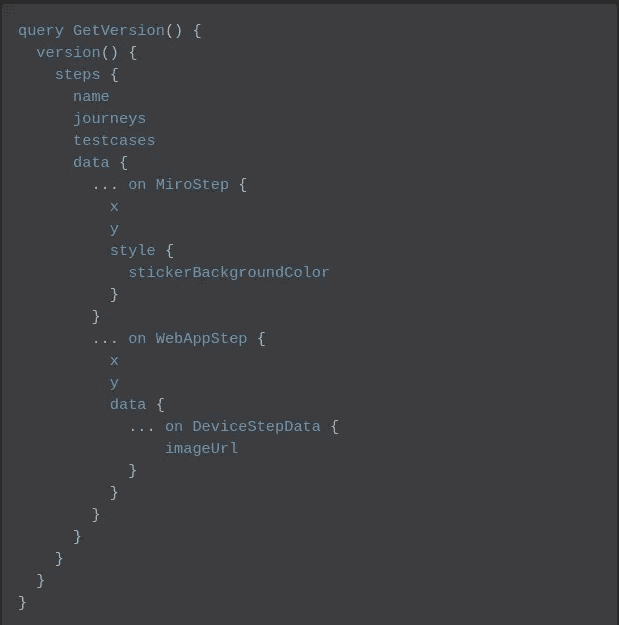 query GetVersion() {
  version() {
    steps {
      name
      journeys
      testcases
      data {
        ... on MiroStep {
          x
          y
          style {
            stickerBackgroundColor
          }
        }
        ... on WebAppStep {
          x
          y
          data {
            ... on DeviceStepData {
                imageUrl
            }
          }
        }
      }
    }
  }
}